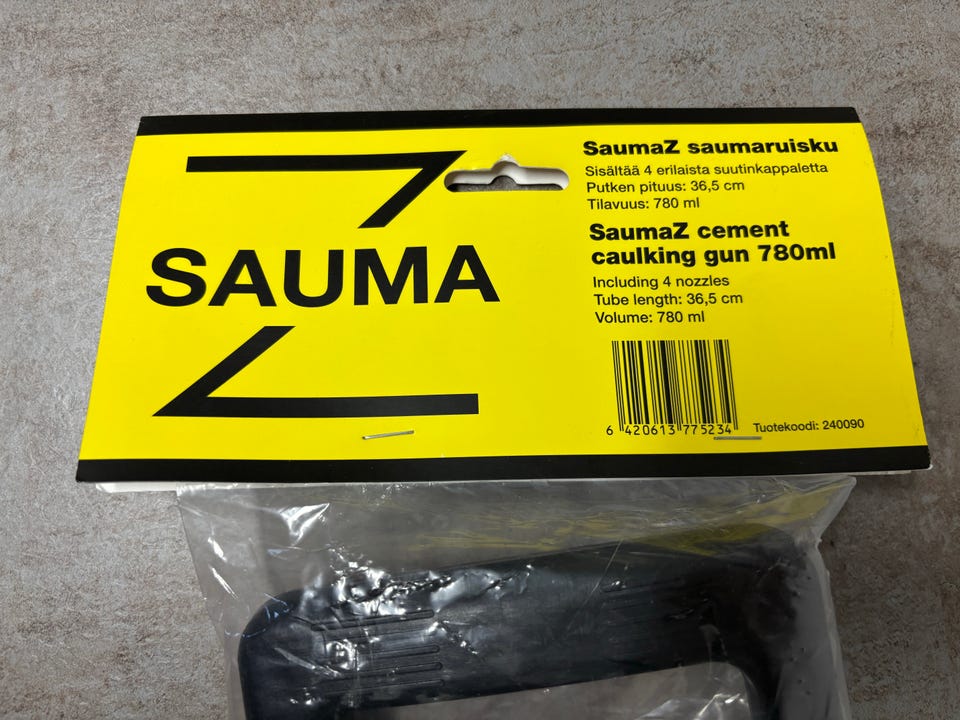 SAUMA
SaumaZ saumaruisku
Sisältää 4 erilaista suutinkappaletta
Putken pituus: 36,5 cm
Tilavuus: 780 ml
SaumaZ cement
caulking gun 780ml
Including 4 nozzles
Tube length: 36,5 cm
Volume: 780 ml
6 420613 775234
Tuotekoodi: 240090